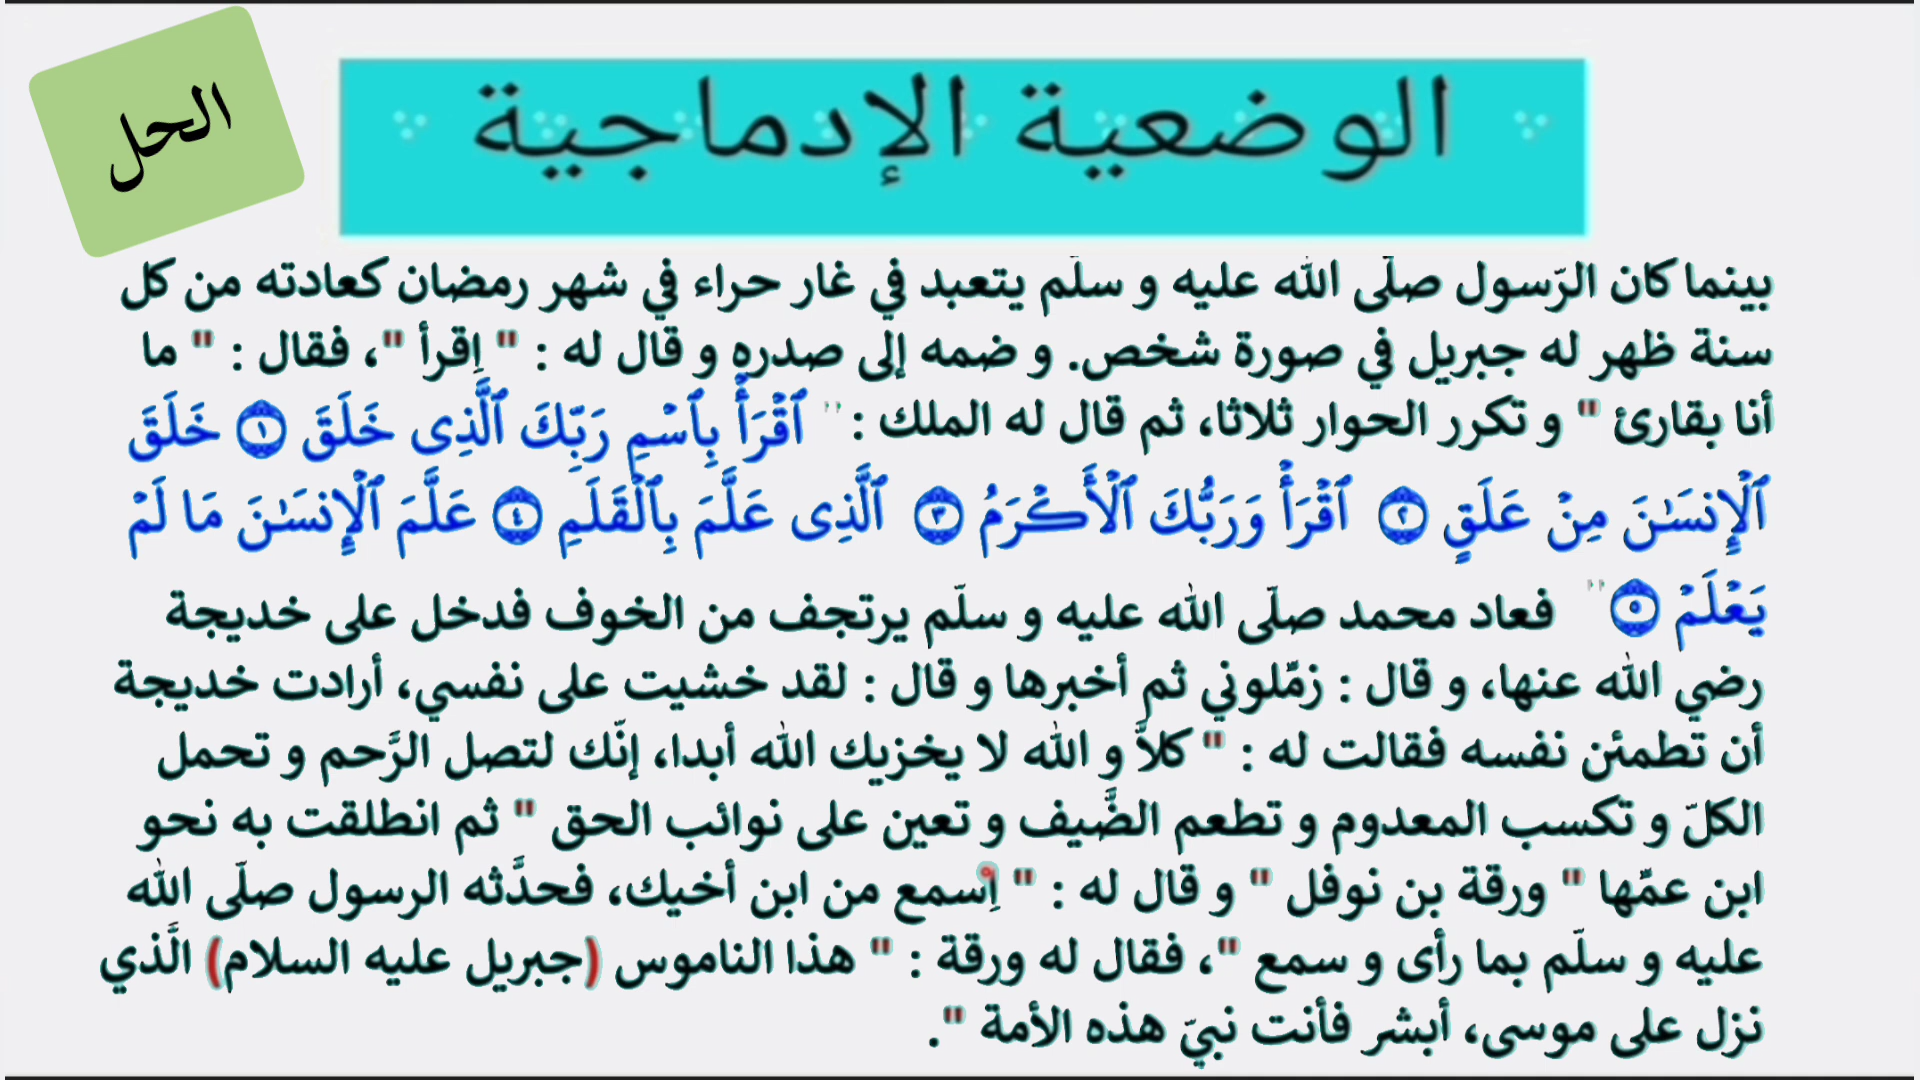 الحل
الوضعية الإدماجية
بينما كان الرّسول صلّى الله عليه و سلّم يتعبد في غار حراء في شهر رمضان كعادته من كل
سنة ظهر له جبريل في صورة شخص. و ضمه إلى صدره و قال له : " اِقرأ "، فقال : " ما
أنا بقارئ " و تكرر الحوار ثلاثا، ثم قال له الملك : " ٱقۡرَأۡ بِٱسۡمِ رَبِّكَ ٱلَّذِى خَلَقَ ١ خَلَقَ
ٱلۡإِنسَـٰنَ مِنۡ عَلَقٍ ٢ ٱقۡرَأۡ وَرَبُّكَ ٱلۡأَكۡرَمُ ٣ ٱلَّذِى عَلَّمَ بِٱلۡقَلَمِ ٤ عَلَّمَ ٱلۡإِنسَـٰنَ مَا لَمۡ
يَعۡلَمۡ ٥ " فعاد محمد صلّى الله عليه و سلّم يرتجف من الخوف فدخل على خديجة
رضي الله عنها، و قال : زمّلوني ثم أخبرها و قال : لقد خشيت على نفسي، أرادت خديجة
أن تطمئن نفسه فقالت له : " كلاَّ و الله لا يخزيك الله أبدا، إنّك لتصل الرَّحم و تحمل
الكلّ و تكسب المعدوم و تطعم الضَّيف و تعين على نوائب الحق " ثم انطلقت به نحو
ابن عمّها " ورقة بن نوفل " و قال له : " اِسمع من ابن أخيك، فحدَّثه الرسول صلّى الله
عليه و سلّم بما رأى و سمع "، فقال له ورقة : " هذا الناموس (جبريل عليه السلام) الَّذي
نزل على موسى، أبشر فأنت نبيّ هذه الأمة ".